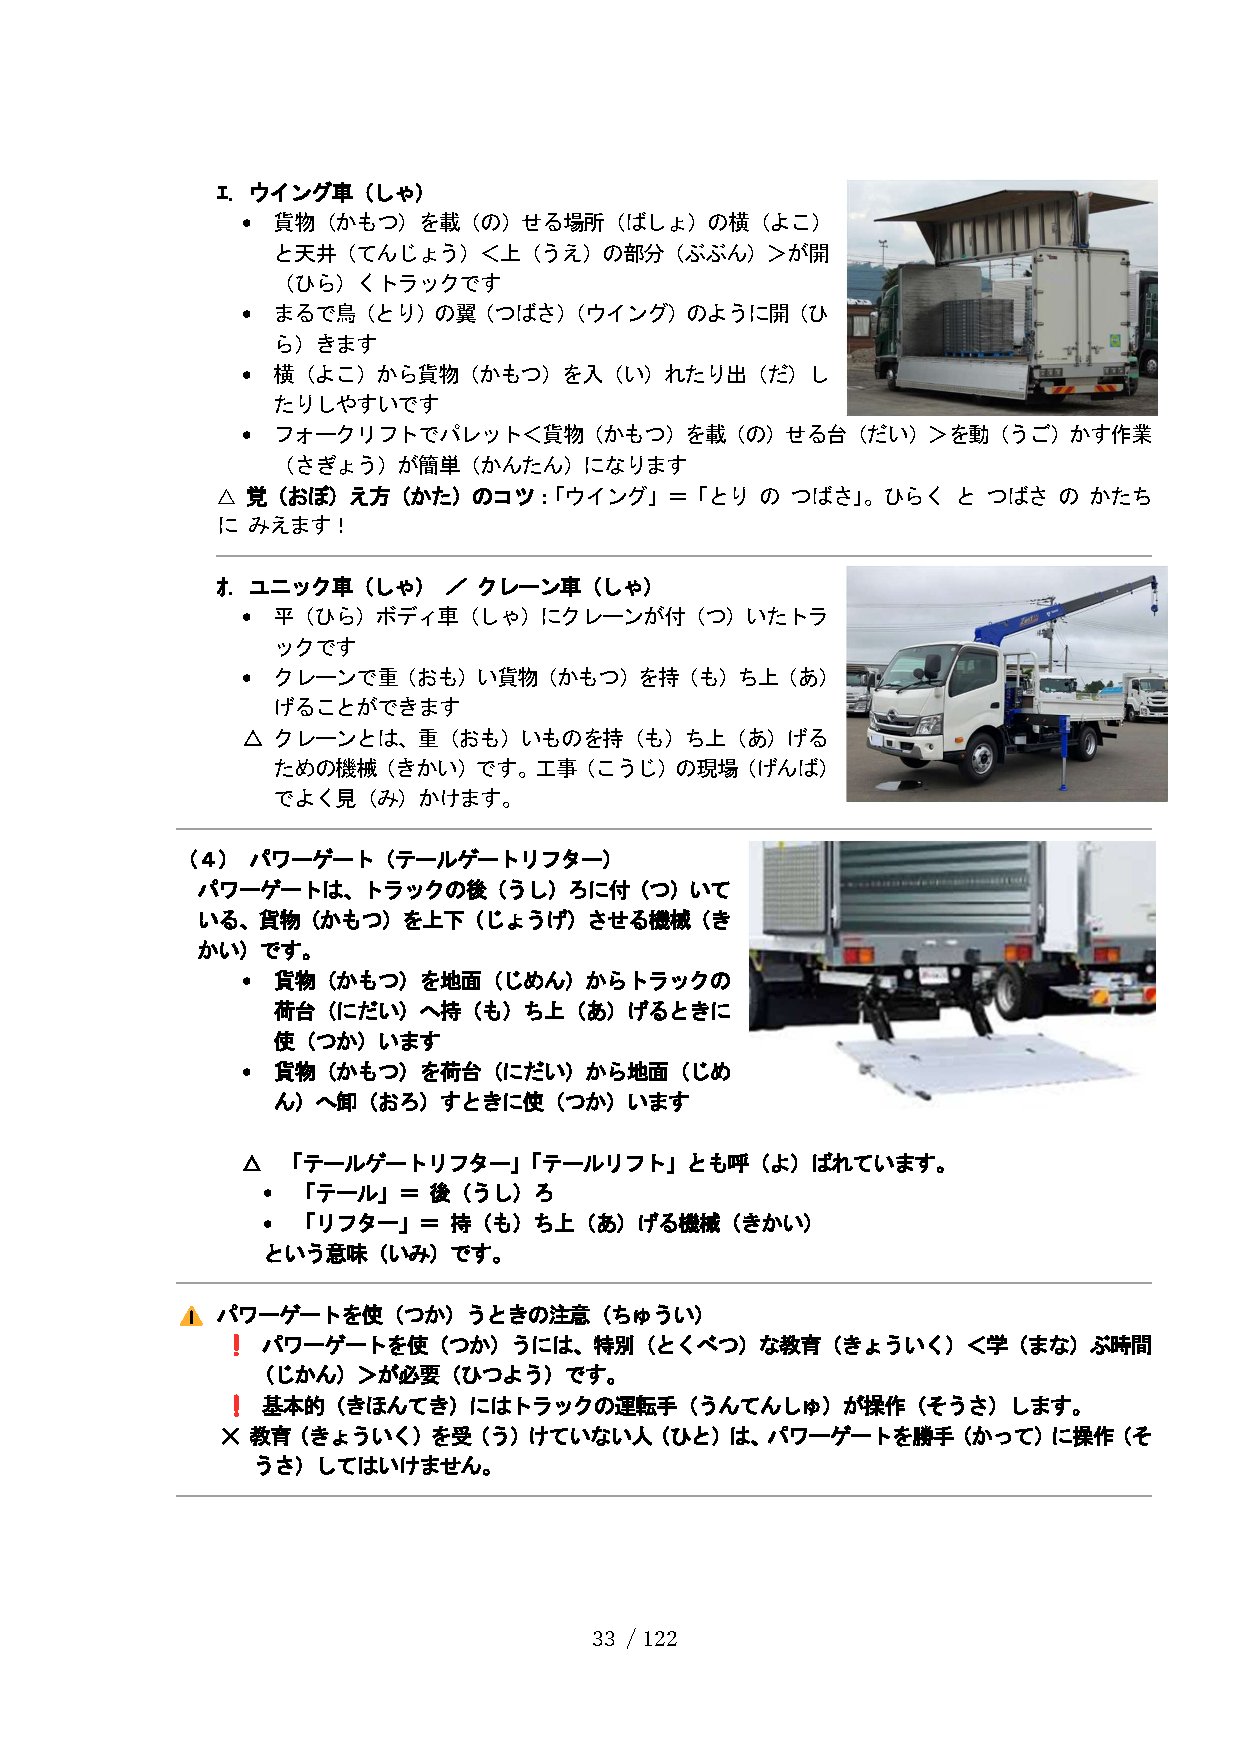 ｴ. ウイング車（しゃ）
• 貨物（かもつ）を載（の）せる場所（ばしょ）の横（よこ）
と天井（てんじょう）＜上（うえ）の部分（ぶぶん）＞が開
（ひら）くトラックです
• まるで鳥（とり）の翼（つばさ）（ウイング）のように開（ひ
ら）きます
• 横（よこ）から貨物（かもつ）を入（い）れたり出（だ）し
たりしやすいです
• フォークリフトでパレット＜貨物（かもつ）を載（の）せる台（だい）＞を動（うご）かす作業
（さぎょう）が簡単（かんたん）になります
△ 覚（おぼ）え方（かた）のコツ：「ウイング」＝「とり の つばさ」。ひらく と つばさ の かたち
に みえます！
ｵ. ユニック車（しゃ） ／ クレーン車（しゃ）
• 平（ひら）ボディ車（しゃ）にクレーンが付（つ）いたトラ
ックです
• クレーンで重（おも）い貨物（かもつ）を持（も）ち上（あ）
げることができます
△ クレーンとは、重（おも）いものを持（も）ち上（あ）げる
ための機械（きかい）です。工事（こうじ）の現場（げんば）
でよく見（み）かけます。
（４） パワーゲート（テールゲートリフター）
パワーゲートは、トラックの後（うし）ろに付（つ）いて
いる、貨物（かもつ）を上下（じょうげ）させる機械（き
かい）です。
• 貨物（かもつ）を地面（じめん）からトラックの
荷台（にだい）へ持（も）ち上（あ）げるときに
使（つか）います
• 貨物（かもつ）を荷台（にだい）から地面（じめ
ん）へ卸（おろ）すときに使（つか）います
△ 「テールゲートリフター」「テールリフト」とも呼（よ）ばれています。
• 「テール」＝ 後（うし）ろ
• 「リフター」＝ 持（も）ち上（あ）げる機械（きかい）
という意味（いみ）です。
⚠ パワーゲートを使（つか）うときの注意（ちゅうい）
❗ パワーゲートを使（つか）うには、特別（とくべつ）な教育（きょういく）＜学（まな）ぶ時間
（じかん）＞が必要（ひつよう）です。
❗ 基本的（きほんてき）にはトラックの運転手（うんてんしゅ）が操作（そうさ）します。
✕ 教育（きょういく）を受（う）けていない人（ひと）は、パワーゲートを勝手（かって）に操作（そ
うさ）してはいけません。
33 / 122